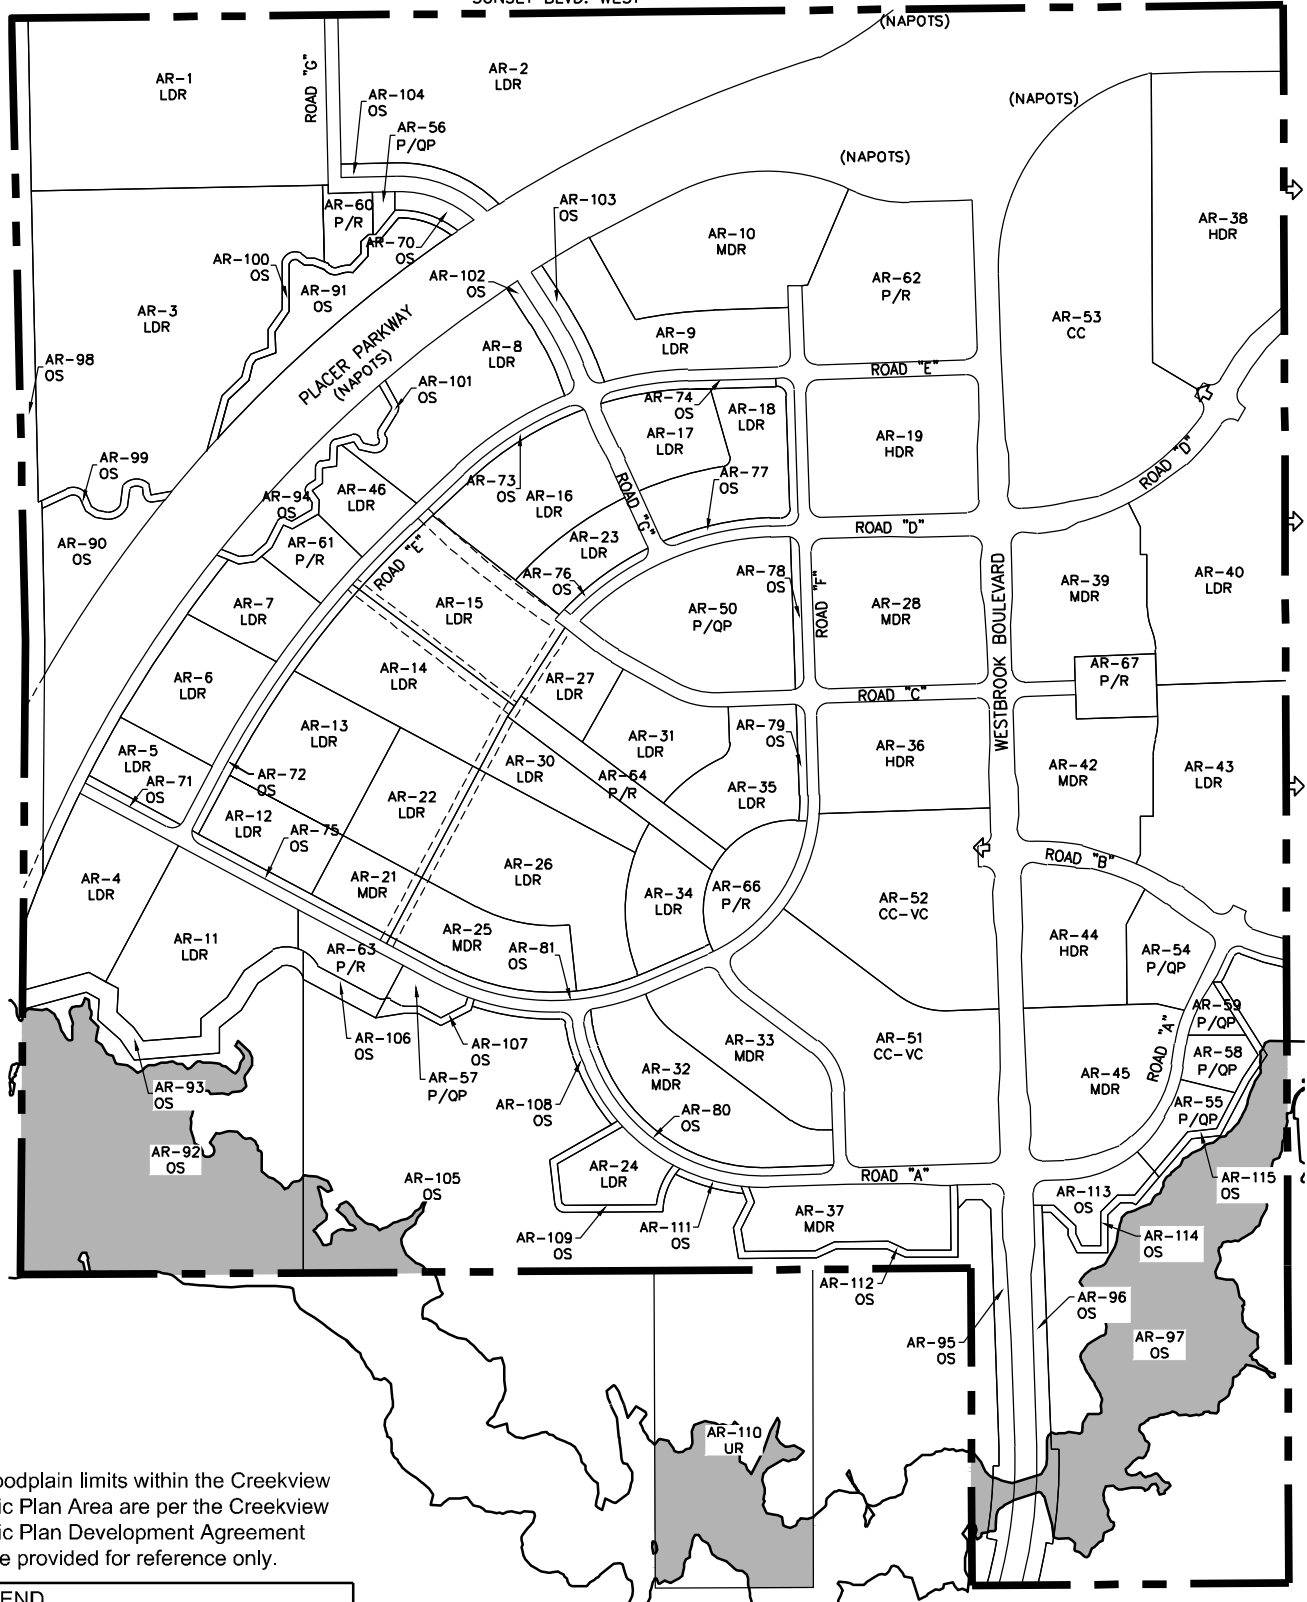 SUNSET BLVD. WEST
(NAPOTS)
AR-1
LDR
ROAD "G"
AR-2
LDR
AR-104
OS
AR-56
P/QP
(NAPOTS)
(NAPOTS)
AR-60
P/R
AR-103
OS
AR-38
HDR
AR-70
OS
AR-10
MDR
AR-100
OS
AR-102
OS
AR-62
P/R
AR-91
OS
AR-3
LDR
PLACER PARKWAY
(NAPOTS)
AR-8
LDR
AR-9
LDR
AR-53
CC
AR-98
OS
ROAD "E"
AR-101
OS
AR-74
OS
AR-18
LDR
AR-17
LDR
AR-19
HDR
ROAD "D"
AR-99
OS
AR-73
OS
AR-77
OS
AR-94
OS
AR-46
LDR
AR-16
LDR
ROAD "G"
ROAD "D"
AR-90
OS
AR-61
P/R
ROAD "E"
AR-23
LDR
AR-76
OS
AR-78
OS
ROAD "F"
AR-39
MDR
AR-40
LDR
AR-7
LDR
AR-15
LDR
AR-50
P/QP
AR-28
MDR
WESTBROOK BOULEVARD
AR-6
LDR
AR-14
LDR
AR-27
LDR
ROAD "C"
AR-67
P/R
AR-13
LDR
AR-31
LDR
AR-79
OS
AR-36
HDR
AR-5
LDR
AR-71
OS
AR-72
OS
AR-30
LDR
AR-64
P/R
AR-35
LDR
AR-42
MDR
AR-43
LDR
AR-12
LDR
AR-75
OS
AR-22
LDR
ROAD "B"
AR-4
LDR
AR-21
MDR
AR-26
LDR
AR-34
LDR
AR-66
P/R
AR-52
CC-VC
AR-11
LDR
AR-63
P/R
AR-25
MDR
AR-81
OS
AR-44
HDR
AR-54
P/QP
AR-59
P/QP
AR-106
OS
AR-107
OS
AR-33
MDR
AR-51
CC-VC
ROAD "A"
AR-58
P/QP
AR-93
OS
AR-57
P/QP
AR-32
MDR
AR-45
MDR
AR-108
OS
AR-80
OS
AR-55
P/QP
AR-92
OS
AR-24
LDR
ROAD "A"
AR-105
OS
AR-113
OS
AR-115
OS
AR-37
MDR
AR-109
OS
AR-111
OS
AR-114
OS
AR-112
OS
AR-96
OS
AR-95
OS
AR-97
OS
AR-110
UR
oodplain limits within the Creekview
ic Plan Area are per the Creekview
ic Plan Development Agreement
e provided for reference only.
END